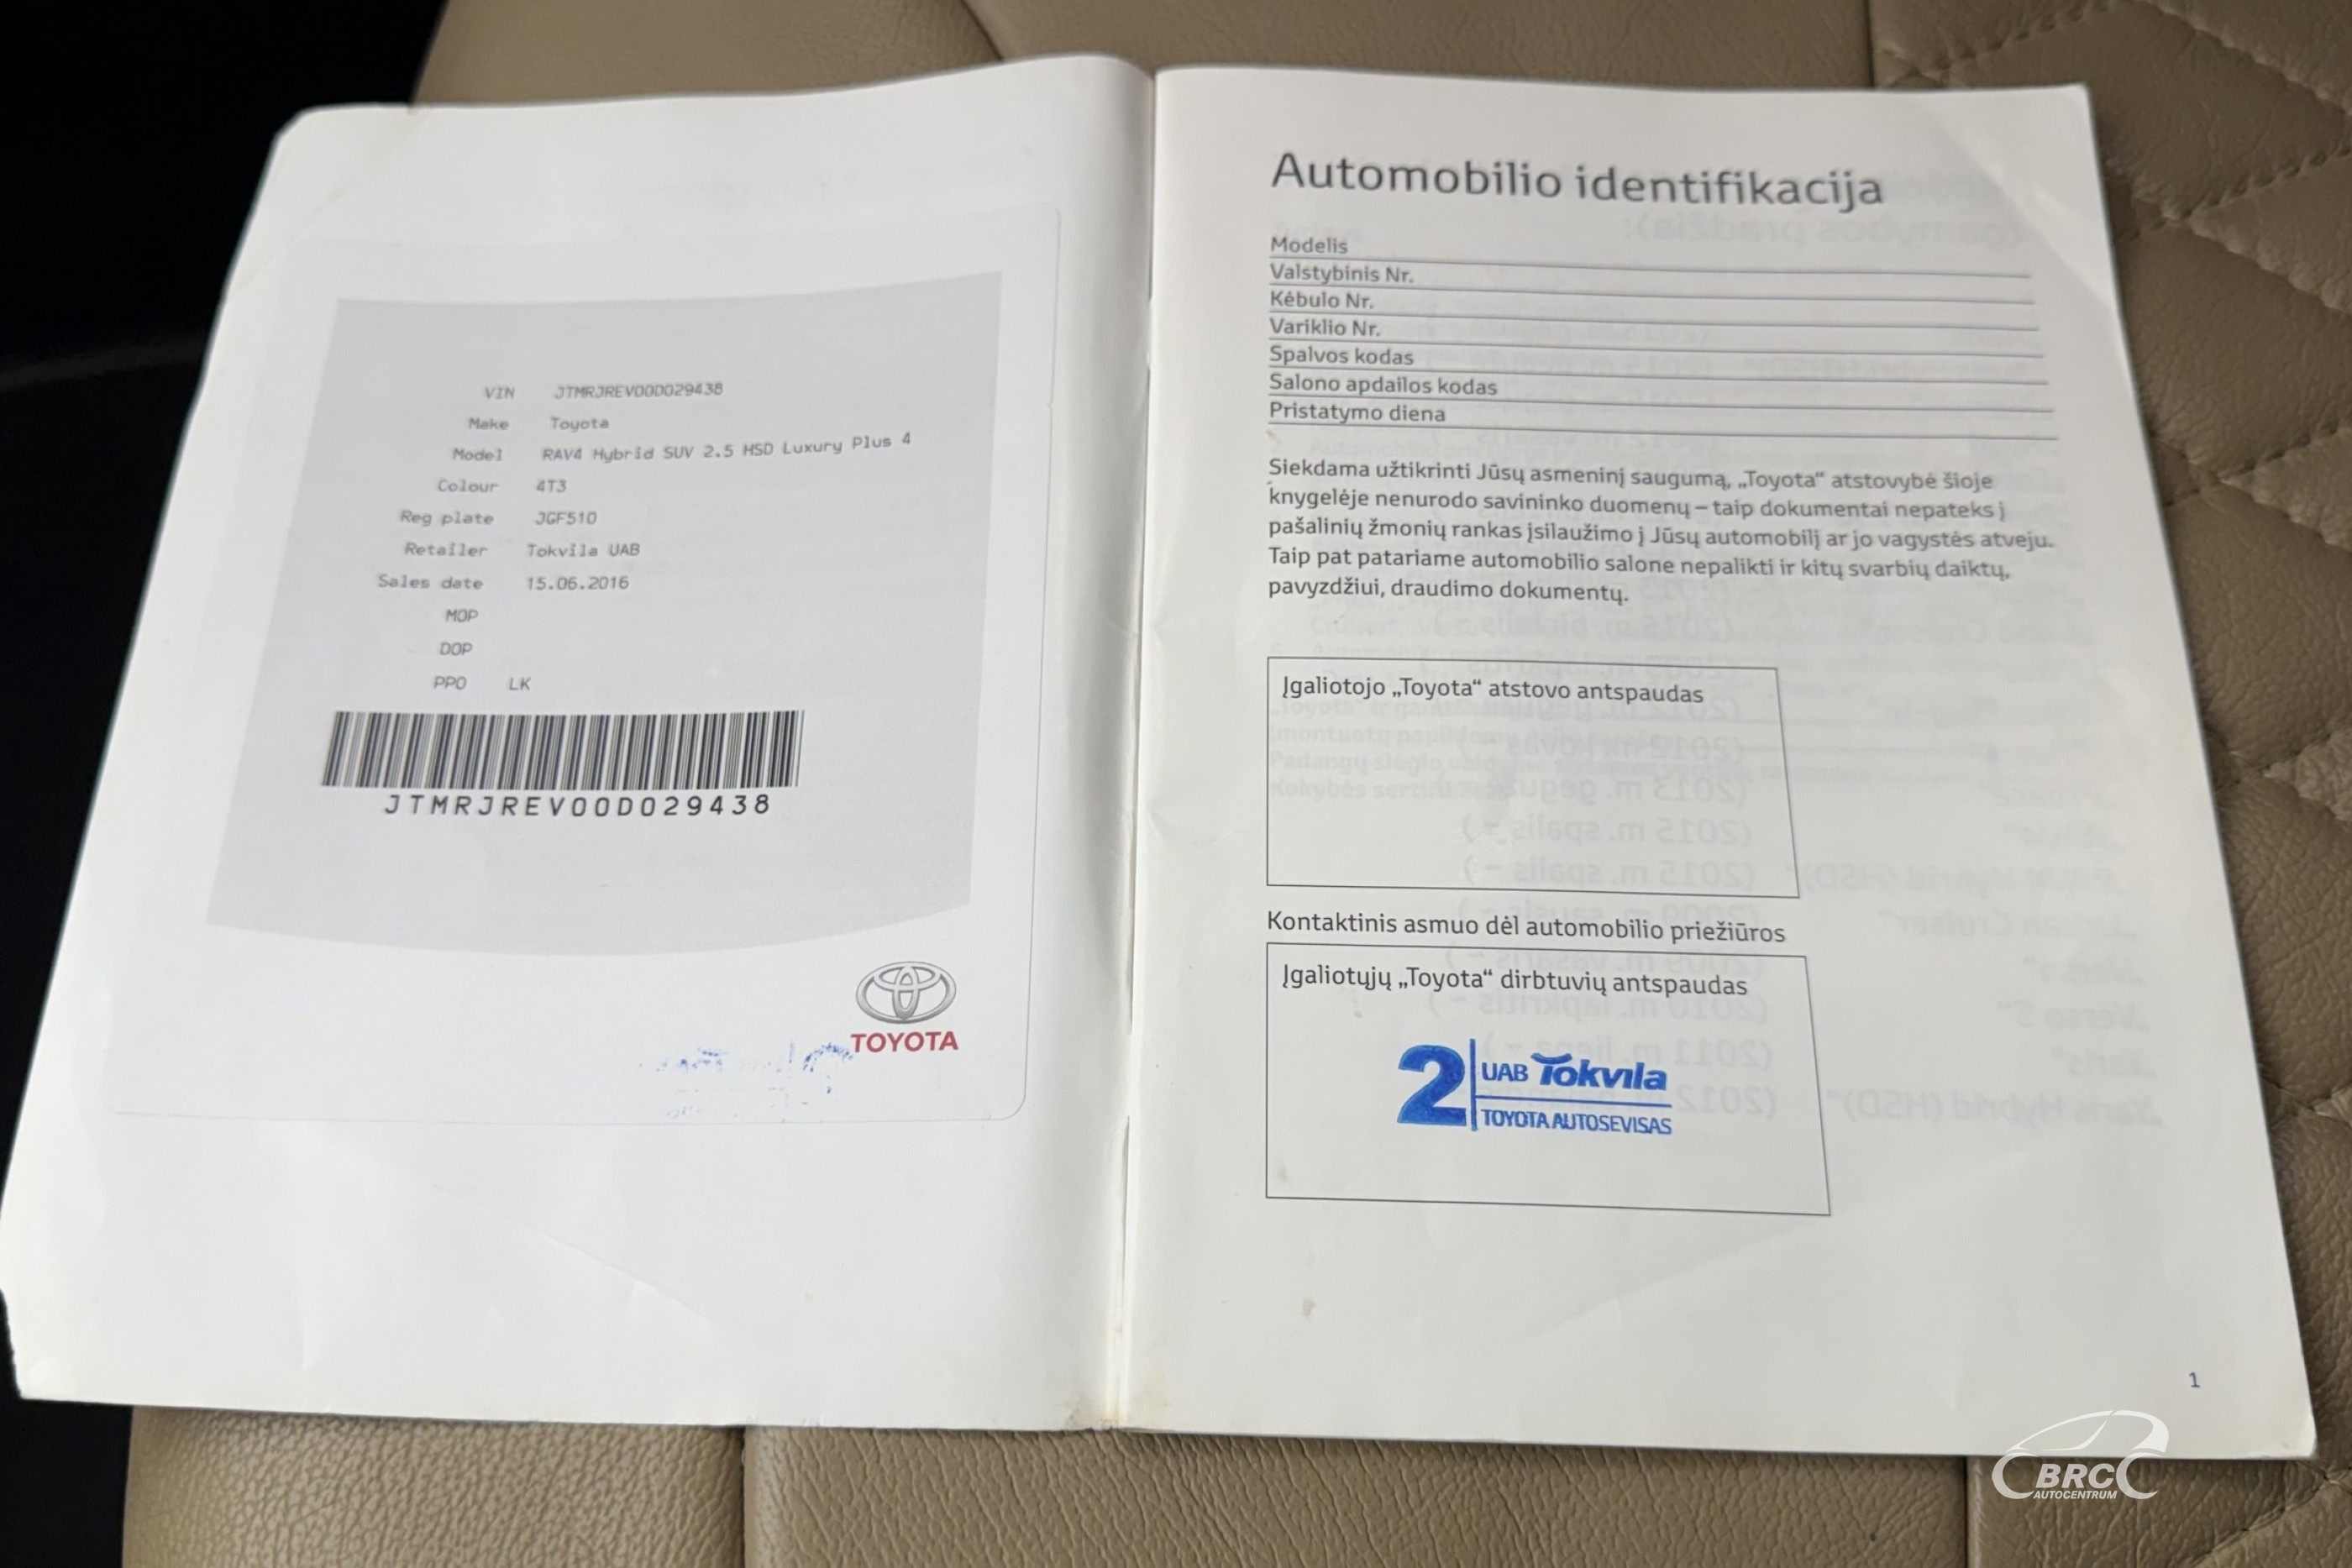 VIN JTMRJREV00D029438
Make Toyota
Model RAV4 Hybrid SUV 2.5 HSD Luxury Plus 4
Colour 4T3
Reg plate JGF510
Retailer Tokvila UAB
Sales date 15.06.2016
MOP
DOP
PPO LK
JTMRJREV00D029438
TOYOTA
Automobilio identifikacija
Modelis
Valstybinis Nr.
Kėbulo Nr.
Variklio Nr.
Spalvos kodas
Salono apdailos kodas
Pristatymo diena
Siekdama užtikrinti Jūsų asmeninį saugumą, „Toyota“ atstovybė šioje
knygelėje nenurodo savininko duomenų – taip dokumentai nepateks į
pašalinių žmonių rankas įsilaužimo į Jūsų automobilį ar jo vagystės atveju.
Taip pat patariame automobilio salone nepalikti ir kitų svarbių daiktų,
pavyzdžiui, draudimo dokumentų.
Įgaliotojo „Toyota“ atstovo antspaudas
Kontaktinis asmuo dėl automobilio priežiūros
Įgaliotųjų „Toyota“ dirbtuvių antspaudas
2 UAB Tokvila
TOYOTA AUTOSEVISAS
1
BRC
AUTOCENTRUM